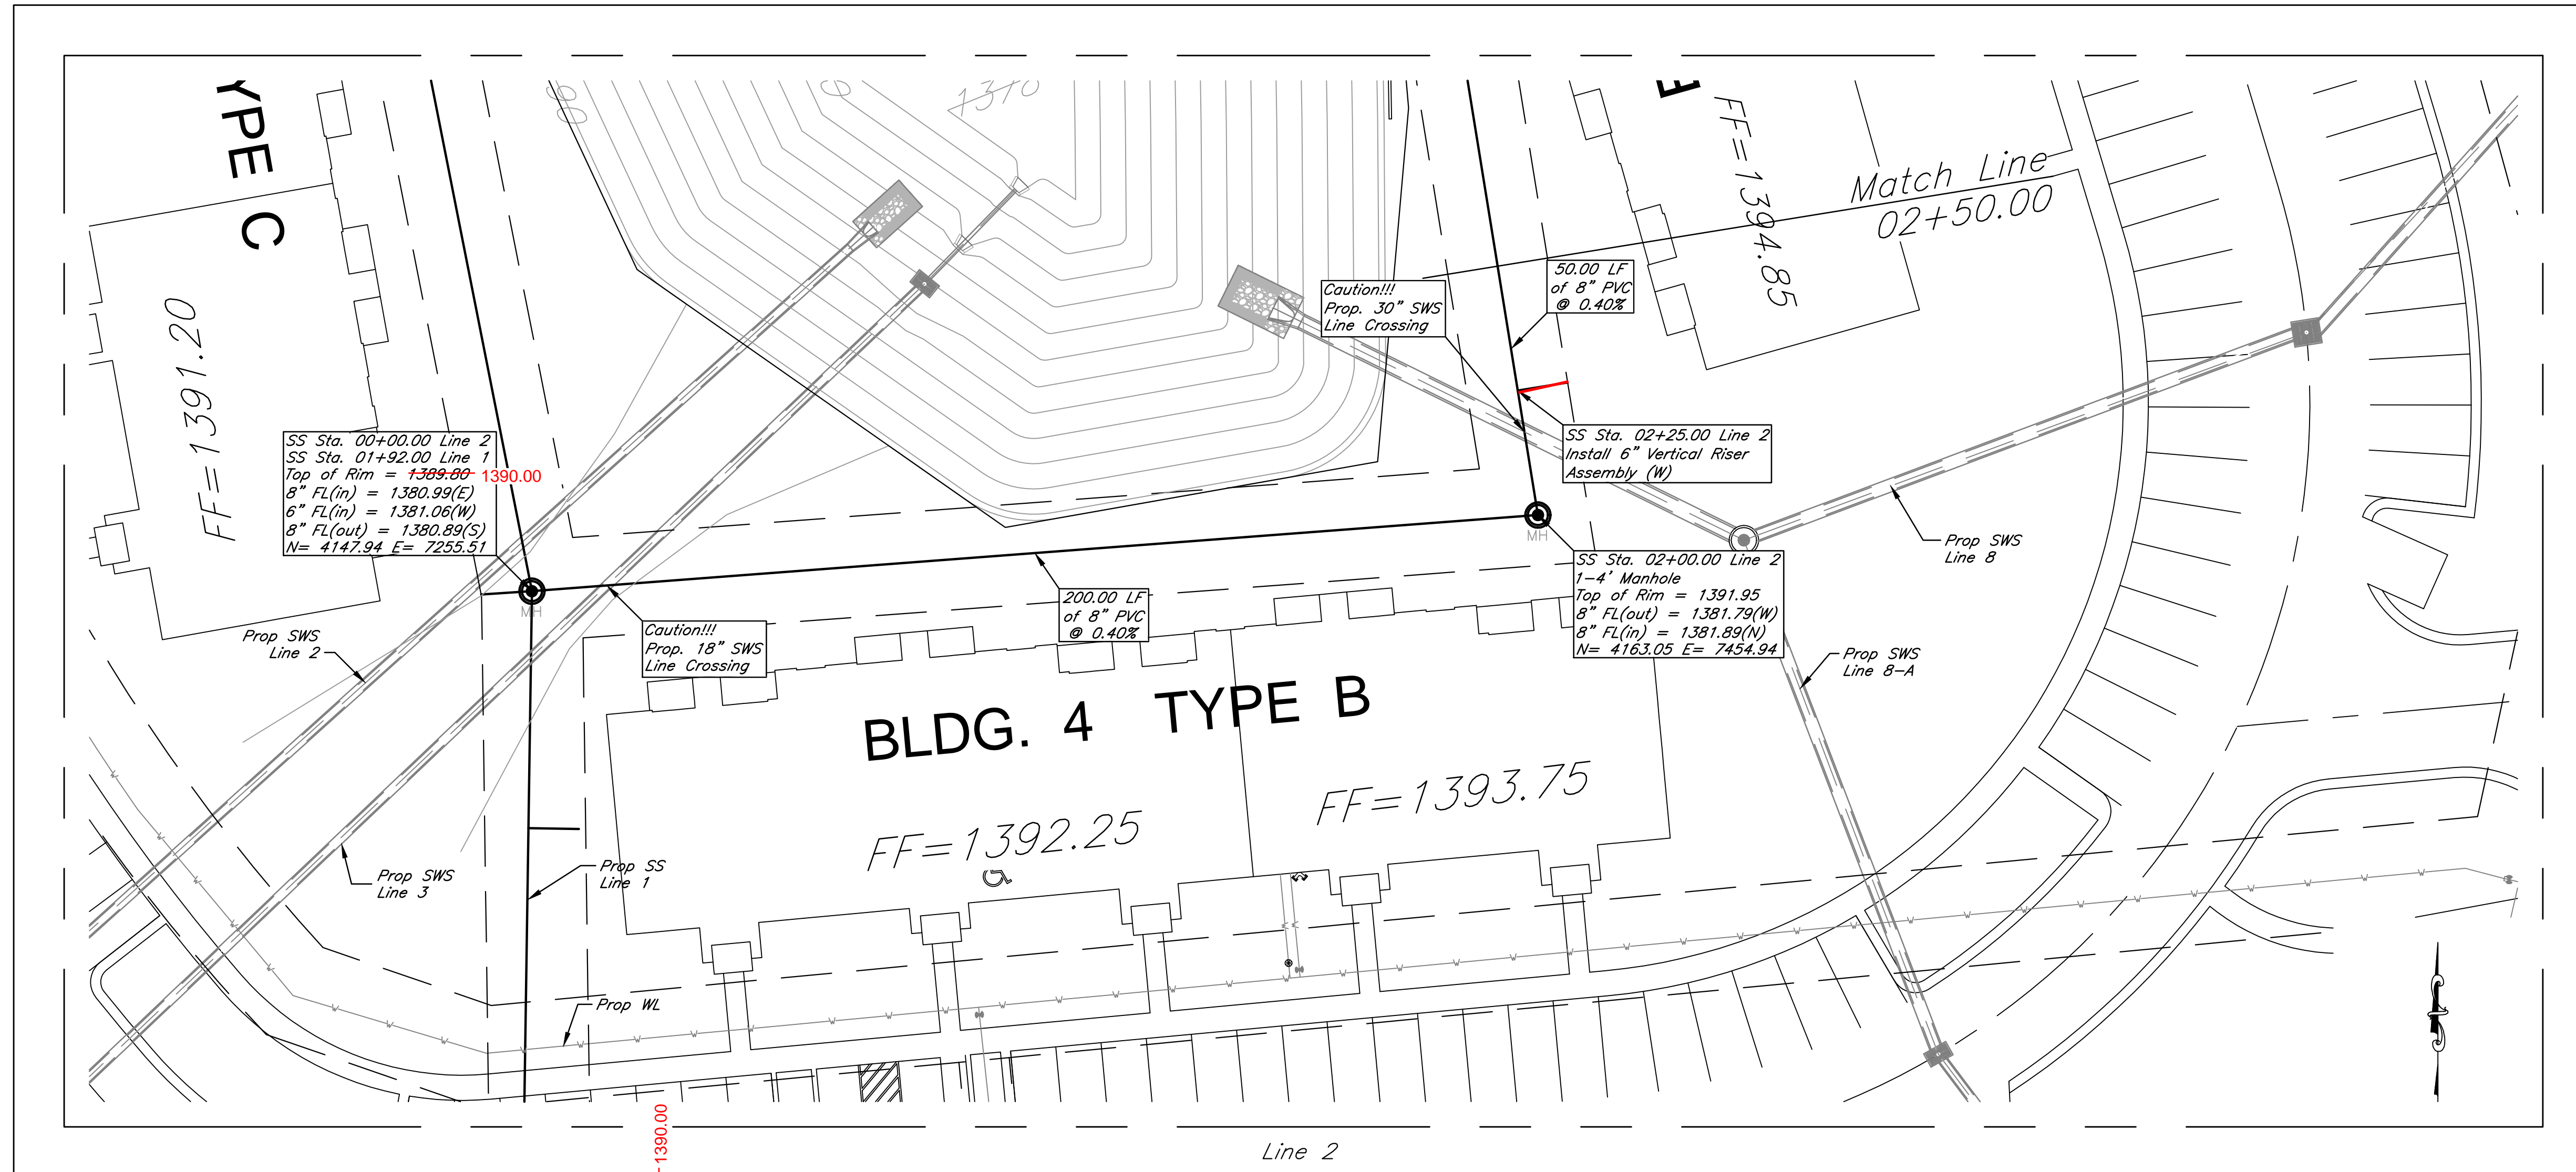 YPE C
1370
FF=1394.85
Match Line
02+50.00
FF=1391.20
50.00 LF
of 8" PVC
@ 0.40%
Caution!!!
Prop. 30" SWS
Line Crossing
SS Sta. 00+00.00 Line 2
SS Sta. 01+92.00 Line 1
Top of Rim = 1389.80 1390.00
8" FL(in) = 1380.99(E)
6" FL(in) = 1381.06(W)
8" FL(out) = 1380.89(S)
N= 4147.94 E= 7255.51
SS Sta. 02+25.00 Line 2
Install 6" Vertical Riser
Assembly (W)
MH
MH
Prop SWS
Line 8
SS Sta. 02+00.00 Line 2
1-4' Manhole
Top of Rim = 1391.95
8" FL(out) = 1381.79(W)
8" FL(in) = 1381.89(N)
N= 4163.05 E= 7454.94
200.00 LF
of 8" PVC
@ 0.40%
Caution!!!
Prop. 18" SWS
Line Crossing
Prop SWS
Line 2
Prop SWS
Line 8-A
BLDG. 4 TYPE B
FF=1393.75
FF=1392.25
Prop SS
Line 1
Prop SWS
Line 3
Prop WL
1390.00
Line 2